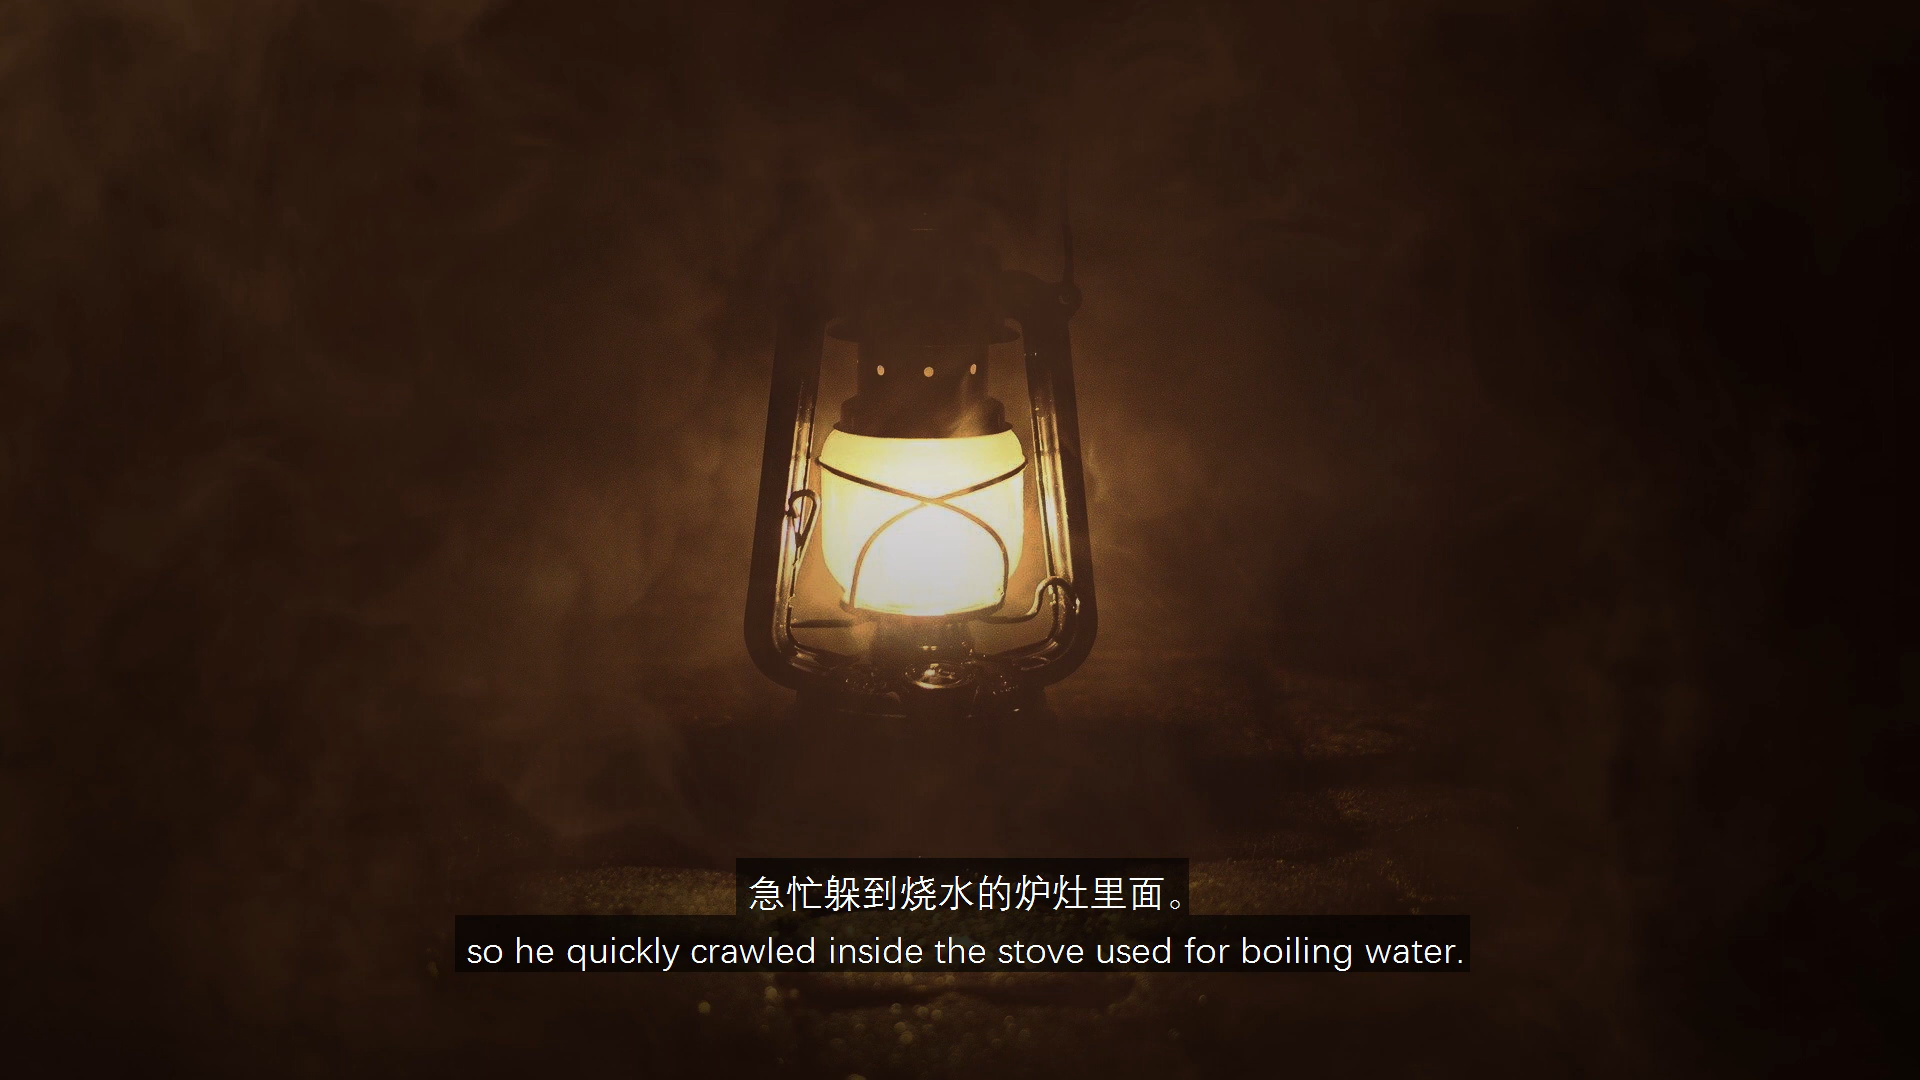 急忙躲到烧水的炉灶里面。
so he quickly crawled inside the stove used for boiling water.